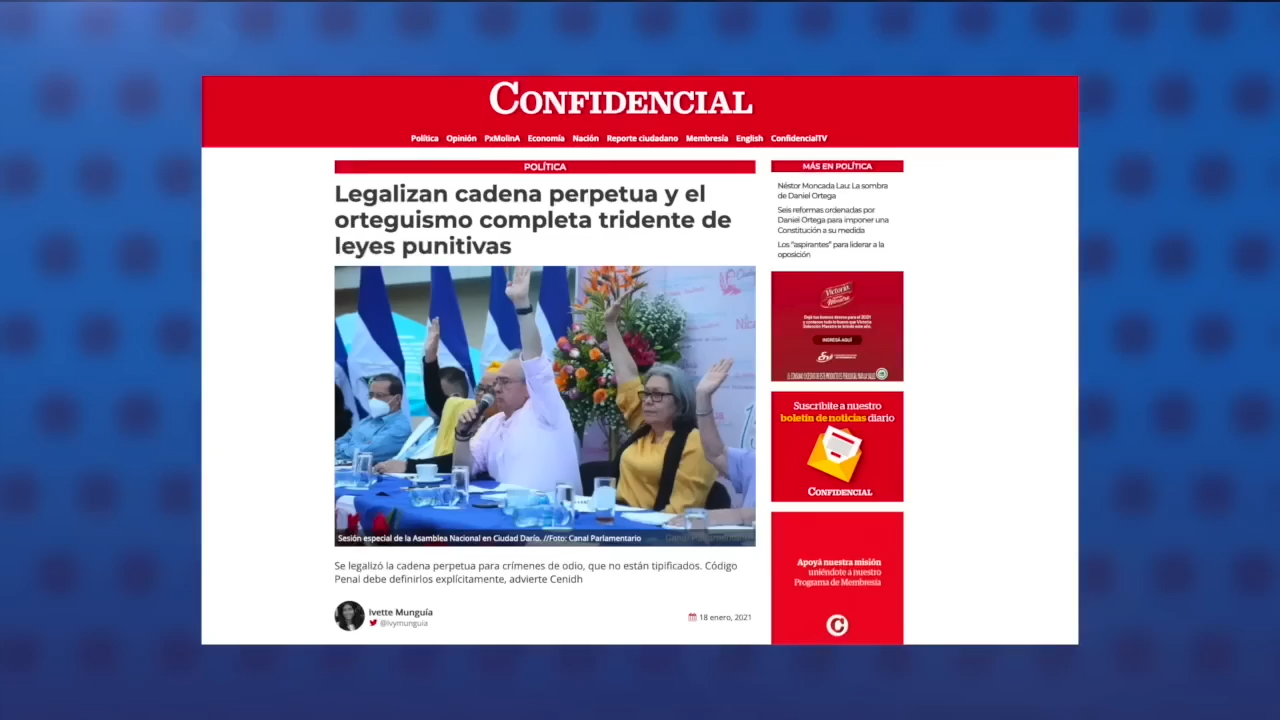 CONFIDENCIAL
Política Opinión PxMolinA Economía Nación Reporte ciudadano Membresía English ConfidencialTV
POLÍTICA
Legalizan cadena perpetua y el
orteguismo completa tridente de
leyes punitivas
Sesión especial de la Asamblea Nacional en Ciudad Darío. //Foto: Canal Parlamentario
Se legalizó la cadena perpetua para crímenes de odio, que no están tipificados. Código
Penal debe definirlos explícitamente, advierte Cenidh
Ivette Munguía
@ivymunguia
18 enero, 2021
MÁS EN POLÍTICA
Néstor Moncada Lau: La sombra
de Daniel Ortega
Seis reformas ordenadas por
Daniel Ortega para imponer una
Constitución a su medida
Los "aspirantes" para liderar a la
oposición
Victoria
INGRESÁ AQUÍ
Suscribite a nuestro
boletín de noticias diario
CONFIDENCIAL
Apoyá nuestra misión
uniéndote a nuestro
Programa de Membresía
C